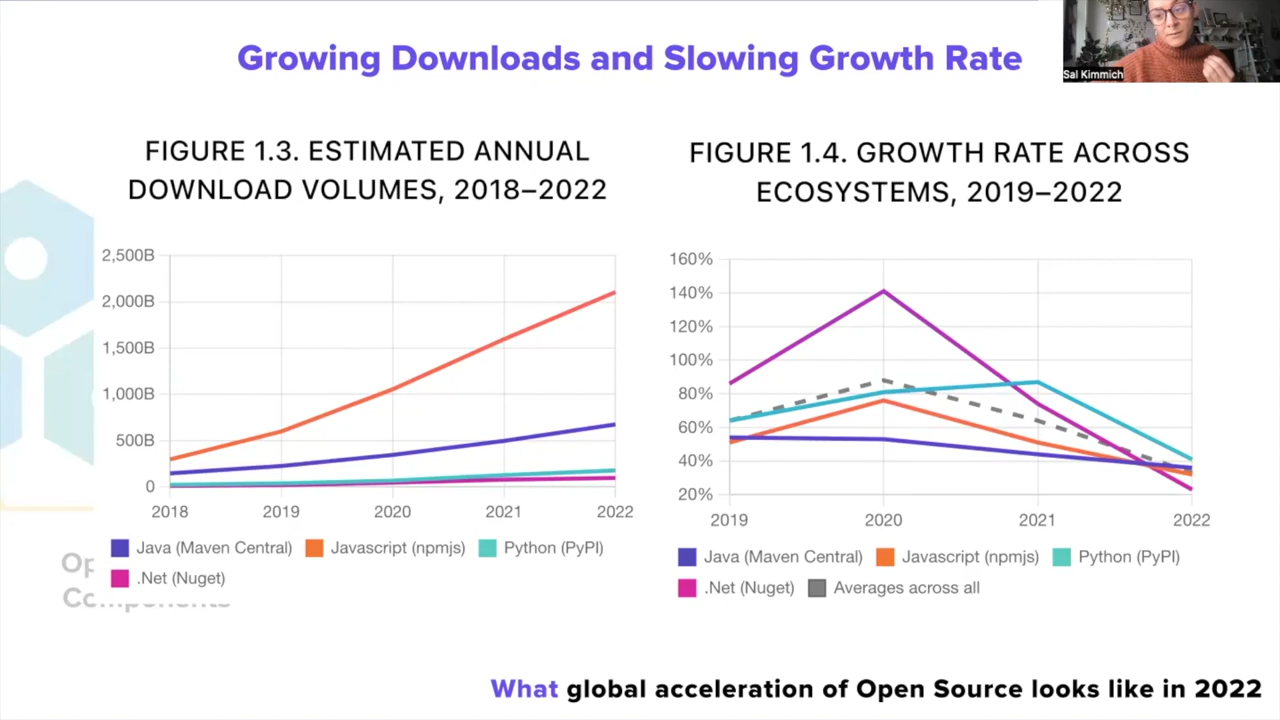 Growing Downloads and Slowing Growth Rate
Sal Kimmich
FIGURE 1.3. ESTIMATED ANNUAL
DOWNLOAD VOLUMES, 2018–2022
2,500B
2,000B
1,500B
1,000B
500B
0
2018 2019 2020 2021 2022
Java (Maven Central) Javascript (npmjs) Python (PyPI)
.Net (Nuget)
FIGURE 1.4. GROWTH RATE ACROSS
ECOSYSTEMS, 2019–2022
160%
140%
120%
100%
80%
60%
40%
20%
2019 2020 2021 2022
Java (Maven Central) Javascript (npmjs) Python (PyPI)
.Net (Nuget) Averages across all
Op
Components
What global acceleration of Open Source looks like in 2022